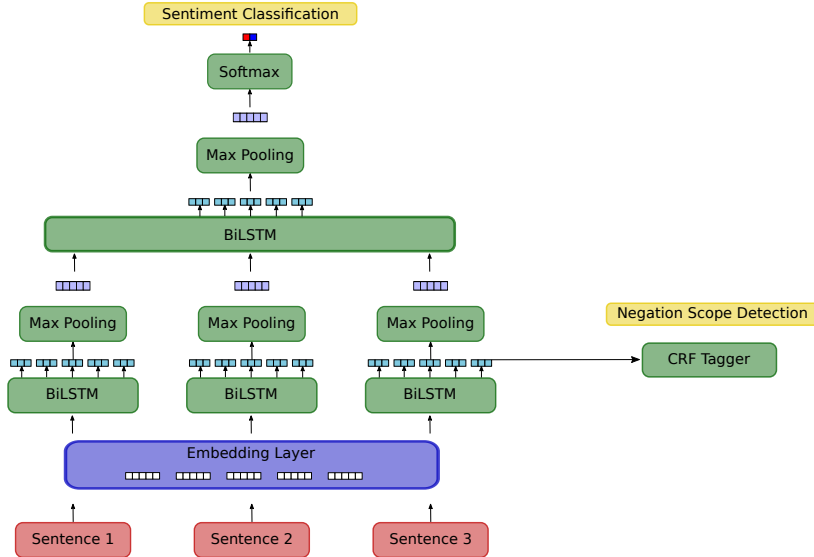 Sentiment Classification
Softmax
Max Pooling
BiLSTM
Max Pooling
Max Pooling
Max Pooling
Negation Scope Detection
CRF Tagger
BiLSTM
BiLSTM
BiLSTM
Embedding Layer
Sentence 1
Sentence 2
Sentence 3